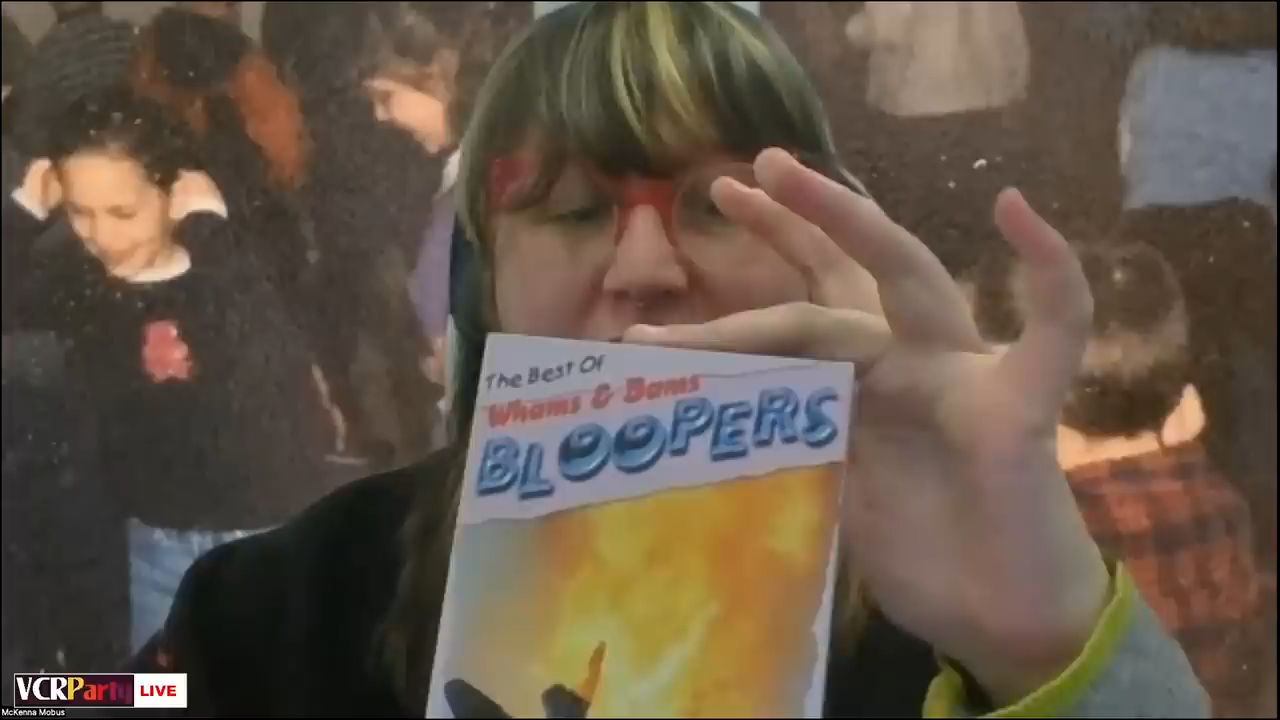 The Best Of
Whams & Bams
BLOOPERS
VCRParty LIVE
McKenna Mobus